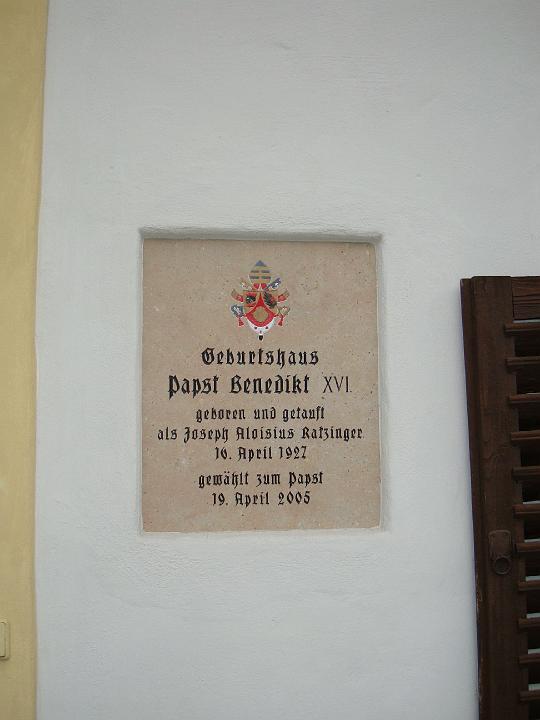 Geburtshaus
Papst Benedikt XVI.
geboren und getauft
als Joseph Aloisius Ratzinger
16. April 1927
gewählt zum Papst
19. April 2005